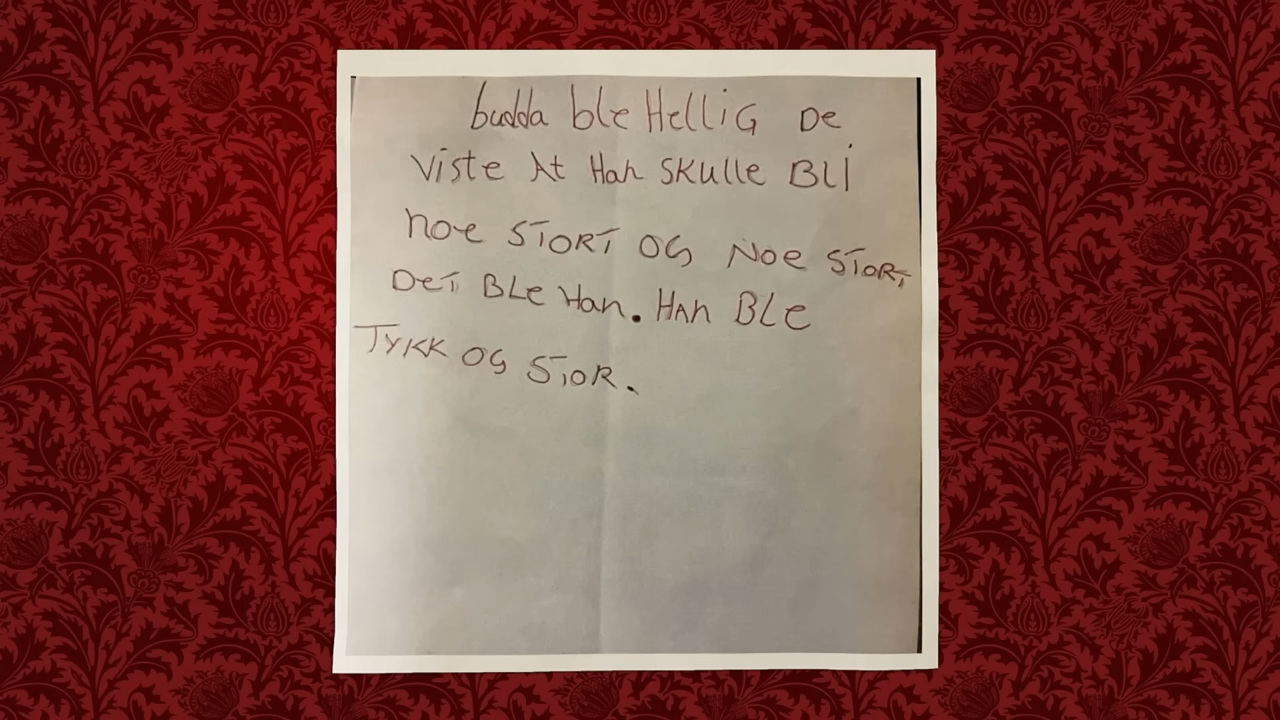 budda ble HelliG De
viste At Han SKulle BLi
noe STORT OG NOe STORT
DeT BLe Han. HAn BLe
TYKK OG STOR.